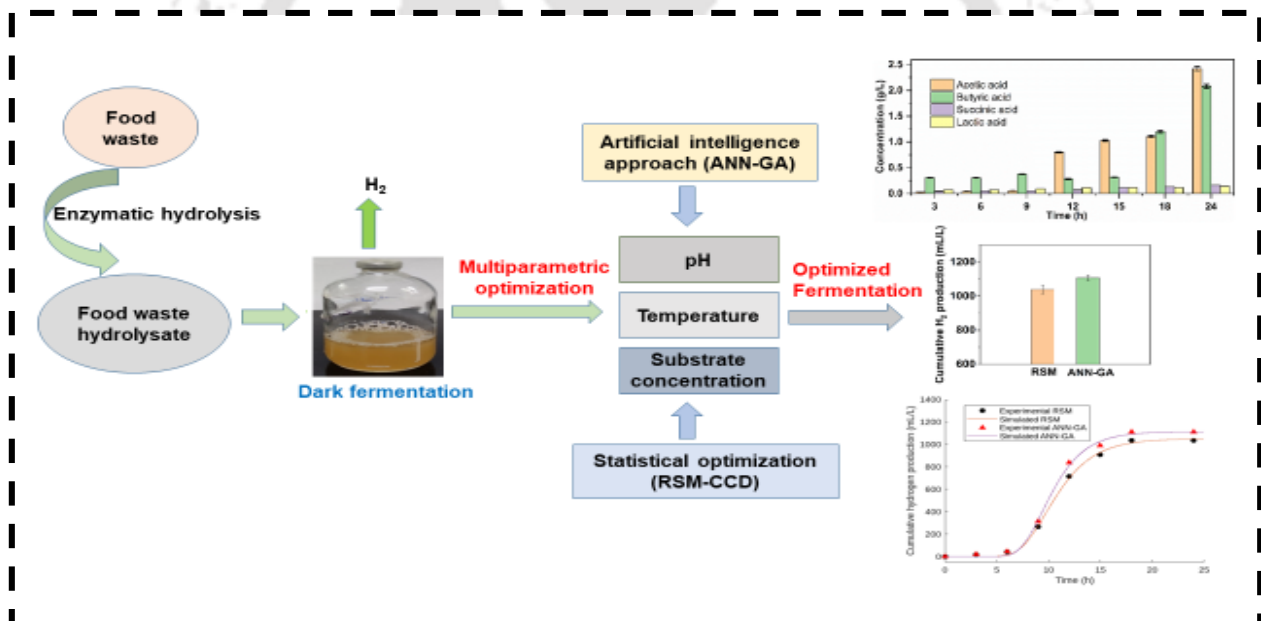 Food
waste
Enzymatic hydrolysis
Food waste
hydrolysate
H₂
Dark fermentation
Multiparametric
optimization
Artificial intelligence
approach (ANN-GA)
pH
Temperature
Substrate
concentration
Statistical optimization
(RSM-CCD)
Optimized
Fermentation
Concentration (g/L)
2.5
2.0
1.5
1.0
0.5
0.0
Acetic acid
Butyric acid
Succinic acid
Lactic acid
3 6 9 12 15 18 24
Time (h)
Cumulative H₂ production (mL/L)
1200
1000
800
600
RSM ANN-GA
Cumulative hydrogen production (mL/L)
1400
1200
1000
800
600
400
200
0
Experimental RSM
Simulated RSM
Experimental ANN-GA
Simulated ANN-GA
0 5 10 15 20 25
Time (h)